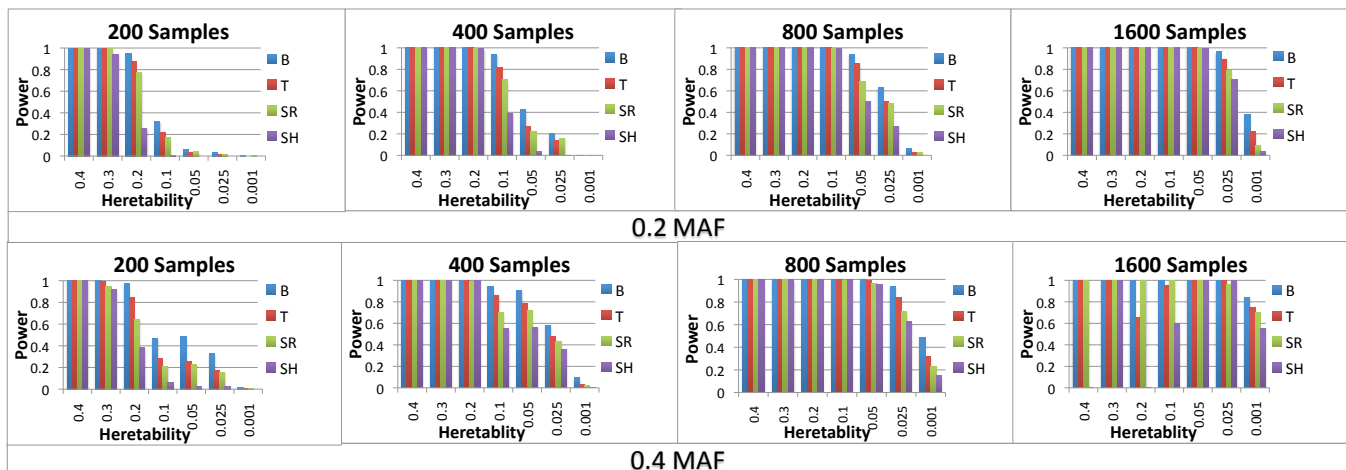 200 Samples
Power
1
0.8
0.6
0.4
0.2
0
0.4
0.3
0.2
0.1
0.05
0.025
0.001
Heretablity
B
T
SR
SH
400 Samples
Power
1
0.8
0.6
0.4
0.2
0
0.4
0.3
0.2
0.1
0.05
0.025
0.001
Heretablity
B
T
SR
SH
800 Samples
Power
1
0.8
0.6
0.4
0.2
0
0.4
0.3
0.2
0.1
0.05
0.025
0.001
Heretablity
B
T
SR
SH
1600 Samples
Power
1
0.8
0.6
0.4
0.2
0
0.4
0.3
0.2
0.1
0.05
0.025
0.001
Heretablity
B
T
SR
SH
0.2 MAF
200 Samples
Power
1
0.8
0.6
0.4
0.2
0
0.4
0.3
0.2
0.1
0.05
0.025
0.001
Heretablity
B
T
SR
SH
400 Samples
Power
1
0.8
0.6
0.4
0.2
0
0.4
0.3
0.2
0.1
0.05
0.025
0.001
Heretablity
B
T
SR
SH
800 Samples
Power
1
0.8
0.6
0.4
0.2
0
0.4
0.3
0.2
0.1
0.05
0.025
0.001
Heretablity
B
T
SR
SH
1600 Samples
Power
1
0.8
0.6
0.4
0.2
0
0.4
0.3
0.2
0.1
0.05
0.025
0.001
Heretablity
B
T
SR
SH
0.4 MAF